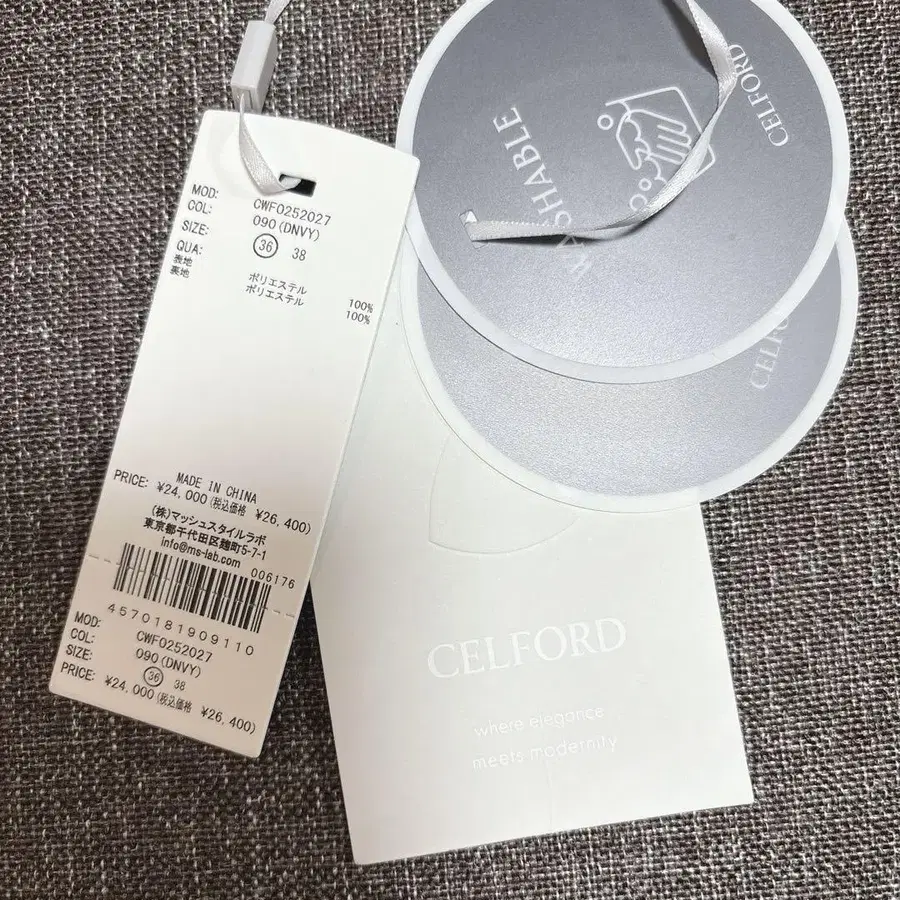 MOD: CWF0252027
COL: 090(DNVY)
SIZE: 36 38
QUA:
表地 ポリエステル 100%
裏地 ポリエステル 100%
MADE IN CHINA
PRICE: ¥24,000(税込価格 ¥26,400)
(株)マッシュスタイルラボ
東京都千代田区麹町5-7-1
info@ms-lab.com
006176
4570181909110
MOD: CWF0252027
COL: 090(DNVY)
SIZE: 36 38
PRICE: ¥24,000(税込価格 ¥26,400)
CELFORD
CELFORD
where elegance
meets modernity